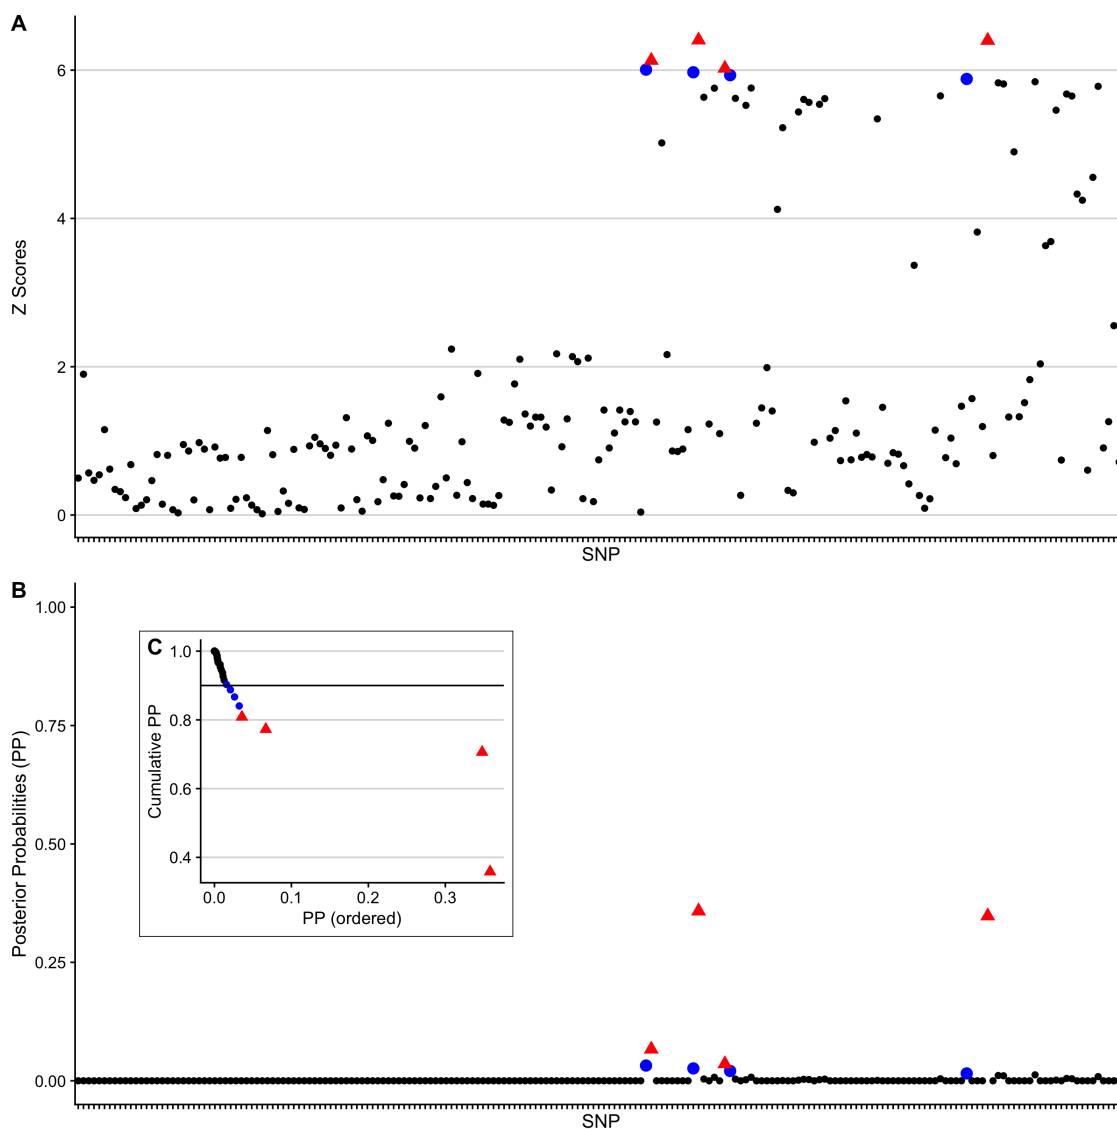 A
6
4
2
0
Z Scores
SNP
B
1.00
0.75
0.50
0.25
0.00
Posterior Probabilities (PP)
C
1.0
0.8
0.6
0.4
Cumulative PP
0.0 0.1 0.2 0.3
PP (ordered)
SNP